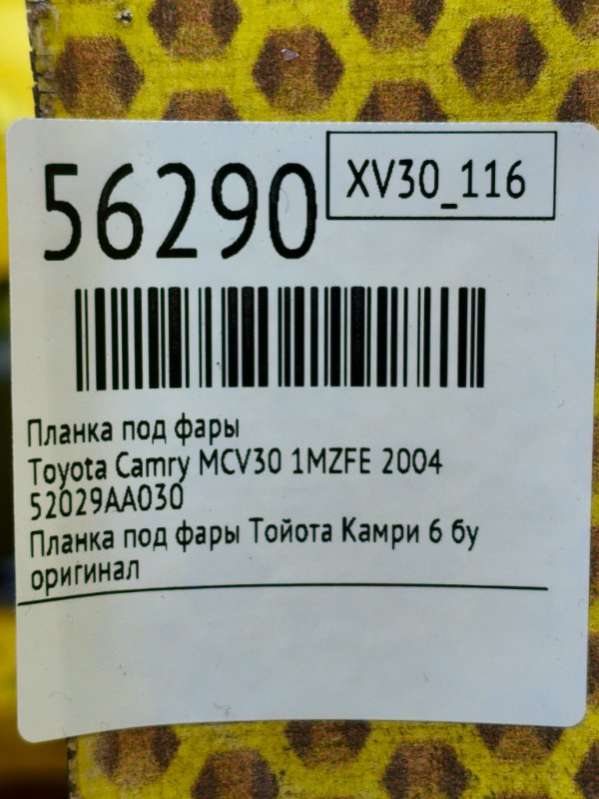 56290
XV30_116
Планка под фары
Toyota Camry MCV30 1MZFE 2004
52029AA030
Планка под фары Тойота Камри 6 бу
оригинал